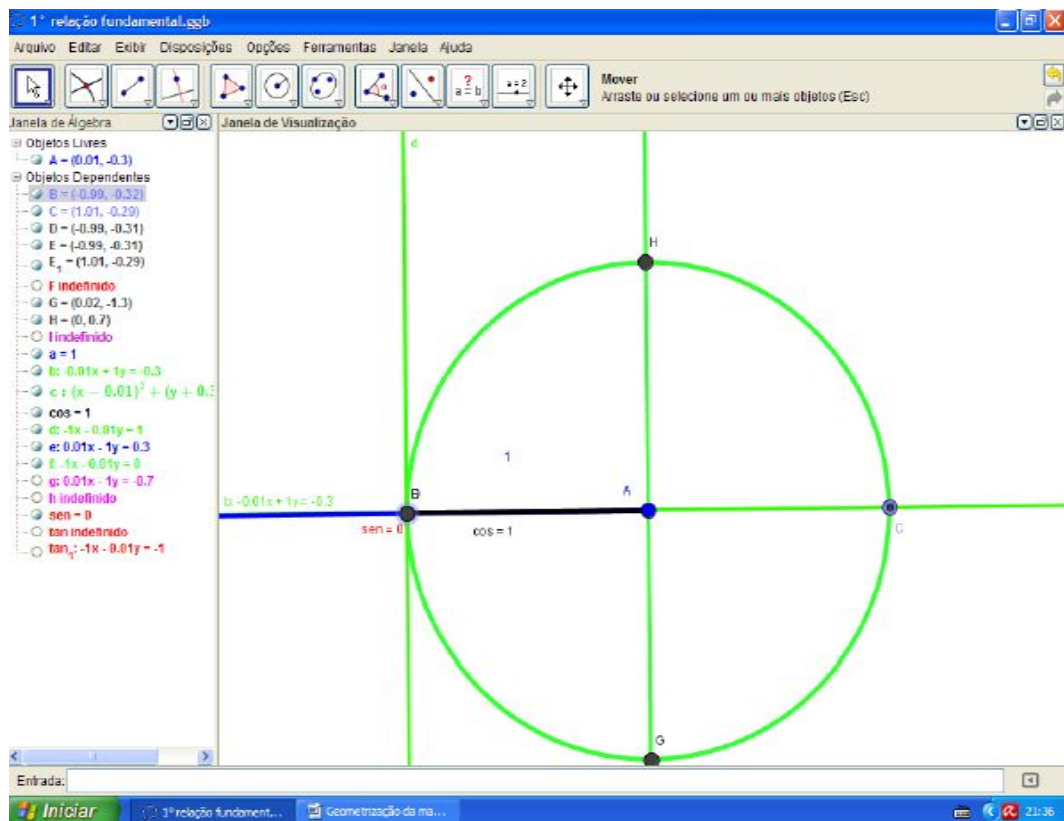 1° relação fundamental.ggb
Arquivo Editar Exibir Disposições Opções Ferramentas Janela Ajuda
Mover
Arraste ou selecione um ou mais objetos (Esc)
? a = b
a = 2
Janela de Álgebra
Janela de Visualização
Objetos Livres
A = (0.01, -0.3)
Objetos Dependentes
B = (-0.99, -0.32)
C = (1.01, -0.29)
D = (-0.99, -0.31)
E = (-0.99, -0.31)
E₁ = (1.01, -0.29)
F indefinido
G = (0.02, -1.3)
H = (0, 0.7)
I indefinido
a = 1
b: -0.01x + 1y = -0.3
c : (x − 0.01)² + (y + 0.3
cos = 1
d: -1x - 0.01y = 1
e: 0.01x - 1y = 0.3
f: -1x - 0.01y = 0
g: 0.01x - 1y = -0.7
h indefinido
sen = 0
tan indefinido
tan₁: -1x - 0.01y = -1
d
H
1
b: -0.01x + 1y = -0.3
A
sen = 0
cos = 1
C
G
Entrada:
Iniciar
1º relação fundament...
Geometrização da ma...
21:36